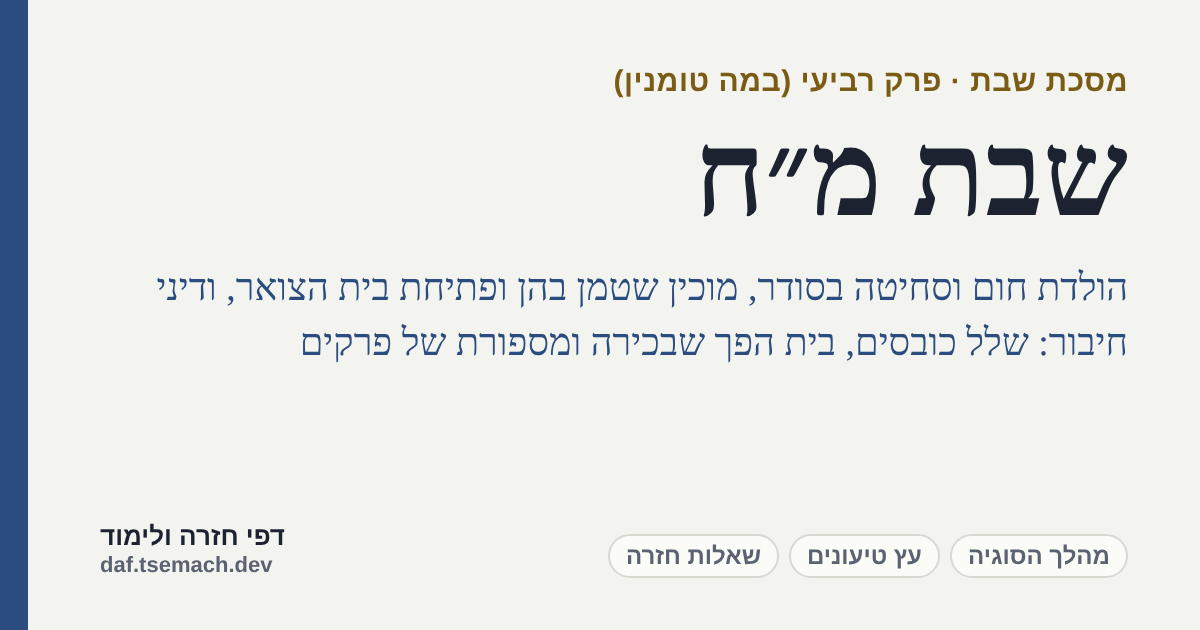 מסכת שבת · פרק רביעי (במה טומנין)
שבת מ״ח
הולדת חום וסחיטה בסודר, מוכין שטמן בהן ופתיחת בית הצואר, ודיני
חיבור: שלל כובסים, בית הפך שבכירה ומספורת של פרקים
מהלך הסוגיה
עץ טיעונים
שאלות חזרה
דפי חזרה ולימוד
daf.tsemach.dev